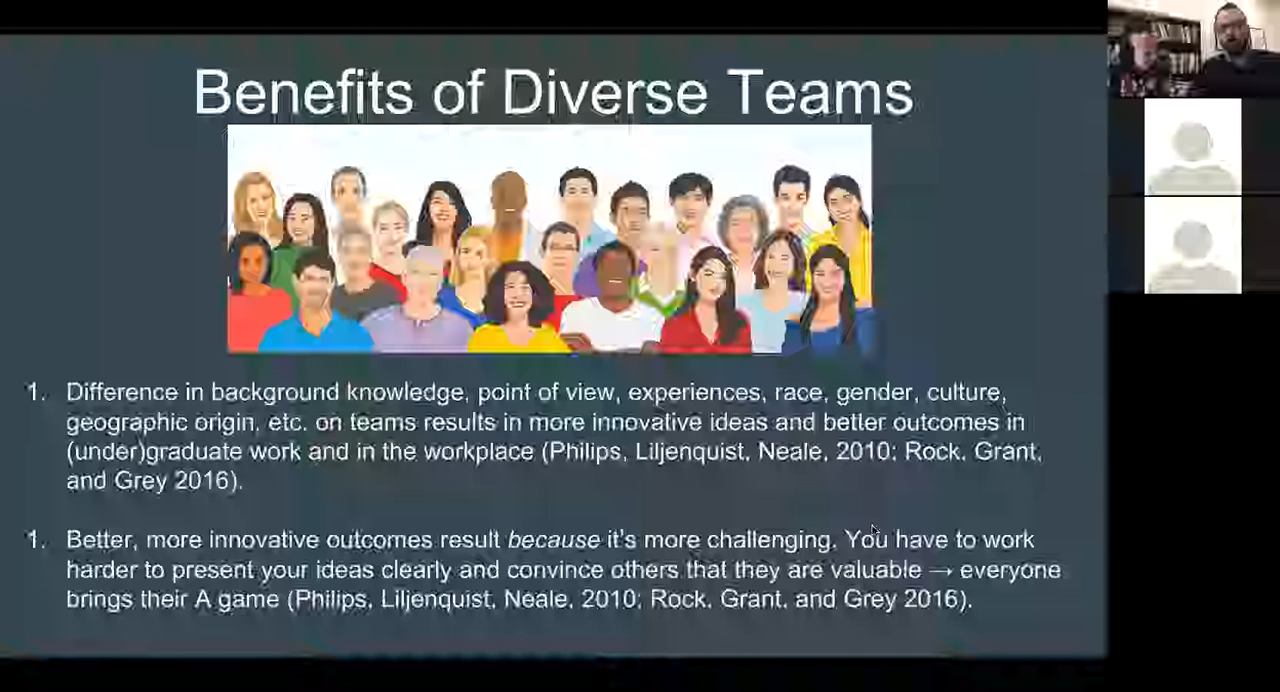 Benefits of Diverse Teams
1. Difference in background knowledge, point of view, experiences, race, gender, culture,
geographic origin, etc. on teams results in more innovative ideas and better outcomes in
(under)graduate work and in the workplace (Philips, Liljenquist, Neale, 2010; Rock, Grant,
and Grey 2016).
1. Better, more innovative outcomes result because it's more challenging. You have to work
harder to present your ideas clearly and convince others that they are valuable → everyone
brings their A game (Philips, Liljenquist, Neale, 2010; Rock, Grant, and Grey 2016).